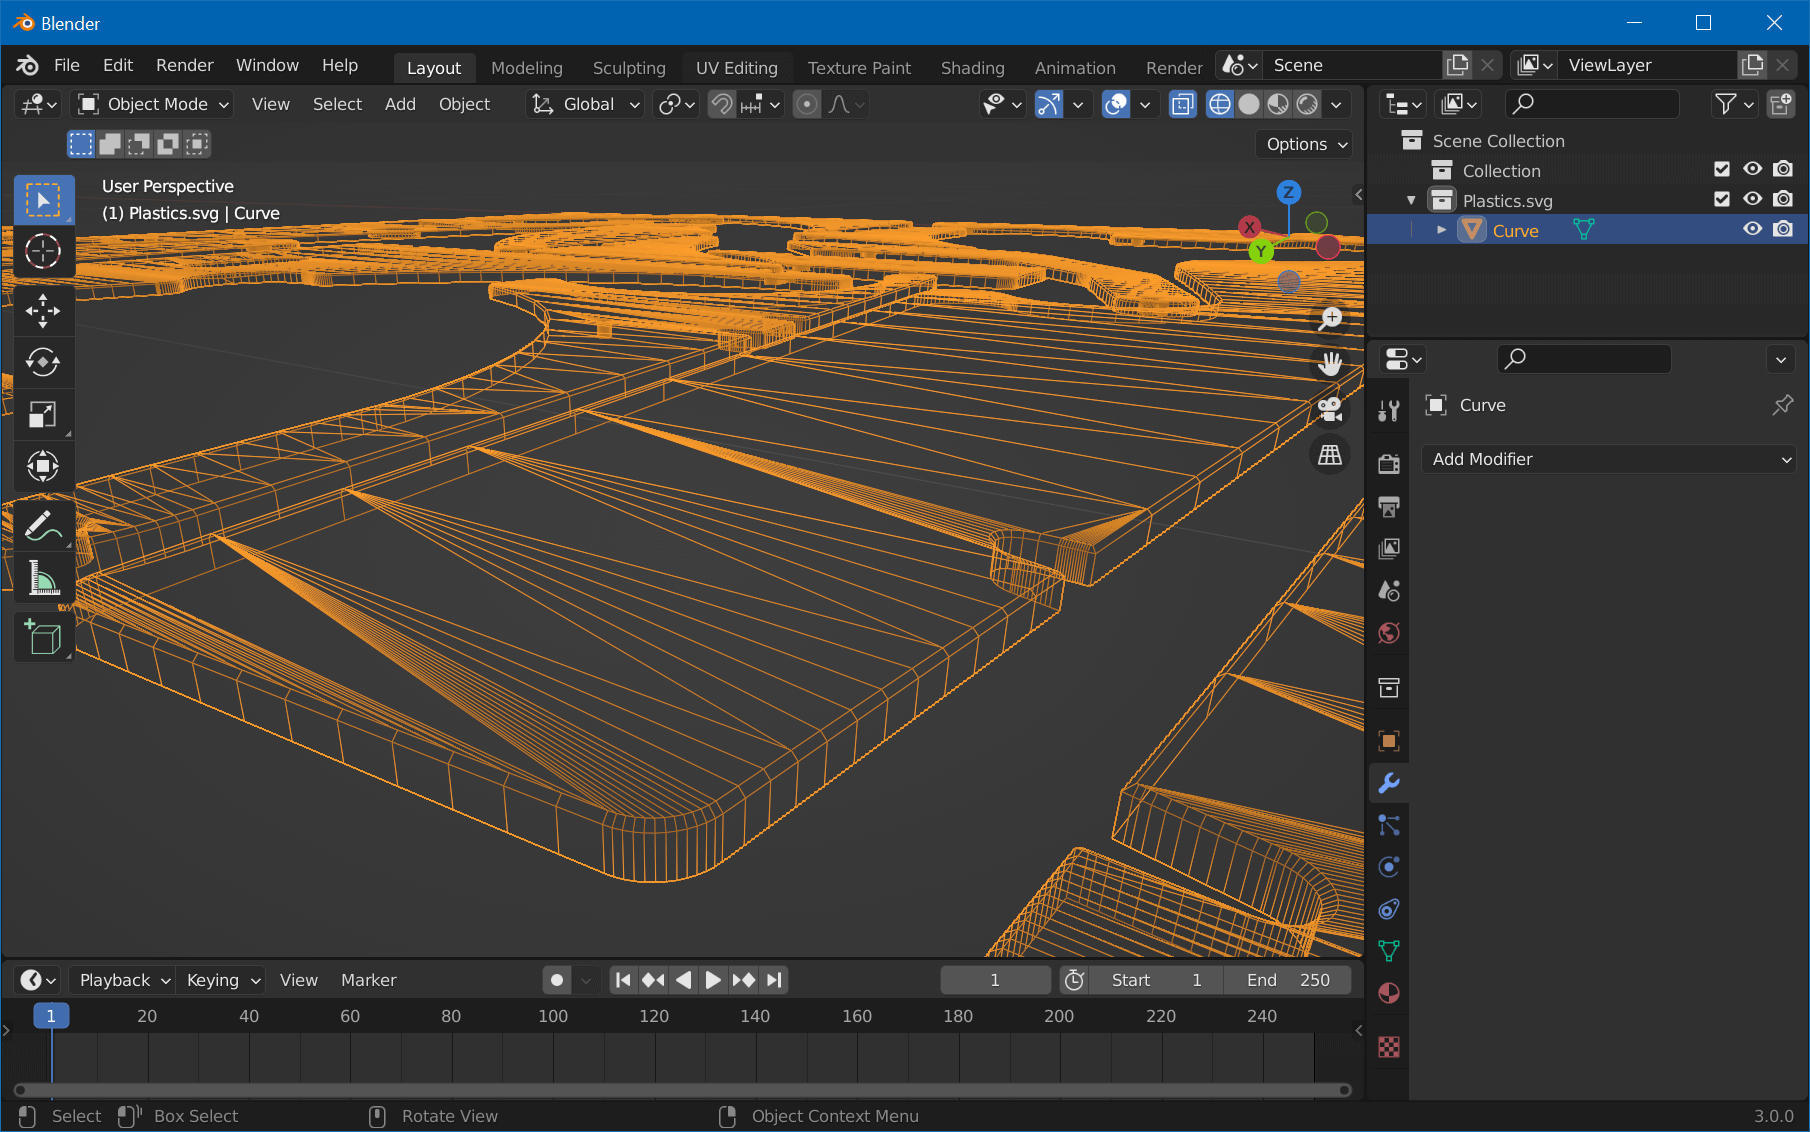 Blender
File Edit Render Window Help Layout Modeling Sculpting UV Editing Texture Paint Shading Animation Render Scene ViewLayer
Object Mode View Select Add Object Global
Options
User Perspective
(1) Plastics.svg | Curve
Z
X
Y
Scene Collection
Collection
Plastics.svg
Curve
Curve
Add Modifier
Playback Keying View Marker 1 Start 1 End 250
1 20 40 60 80 100 120 140 160 180 200 220 240
Select Box Select Rotate View Object Context Menu 3.0.0